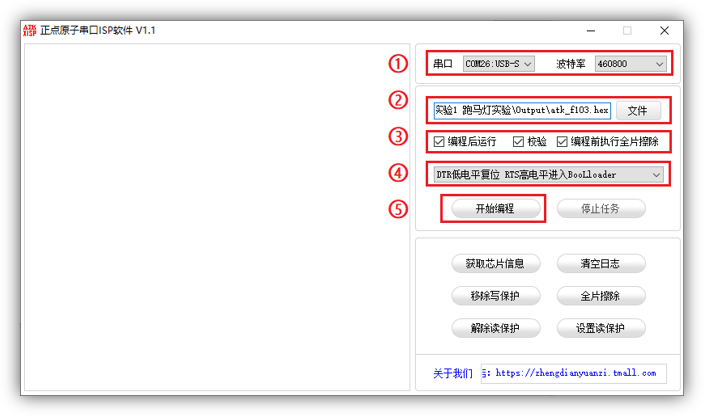 ATK XISP 正点原子串口ISP软件 V1.1
① 串口 COM26:USB-S 波特率 460800
② 实验1 跑马灯实验\Output\atk_f103.hex 文件
③ 编程后运行 校验 编程前执行全片擦除
④ DTR低电平复位 RTS高电平进入BooLloader
⑤ 开始编程 停止任务
获取芯片信息 清空日志
移除写保护 全片擦除
解除读保护 设置读保护
关于我们 : https://zhengdianyuanzi.tmall.com